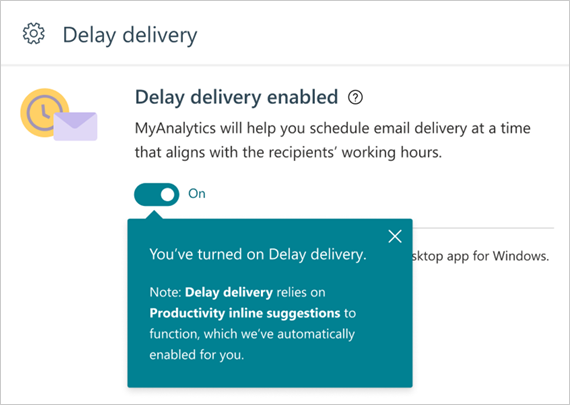 Delay delivery
Delay delivery enabled ?
MyAnalytics will help you schedule email delivery at a time
that aligns with the recipients’ working hours.
On
You’ve turned on Delay delivery.
app for Windows.
Note: Delay delivery relies on
Productivity inline suggestions to
function, which we’ve automatically
enabled for you.